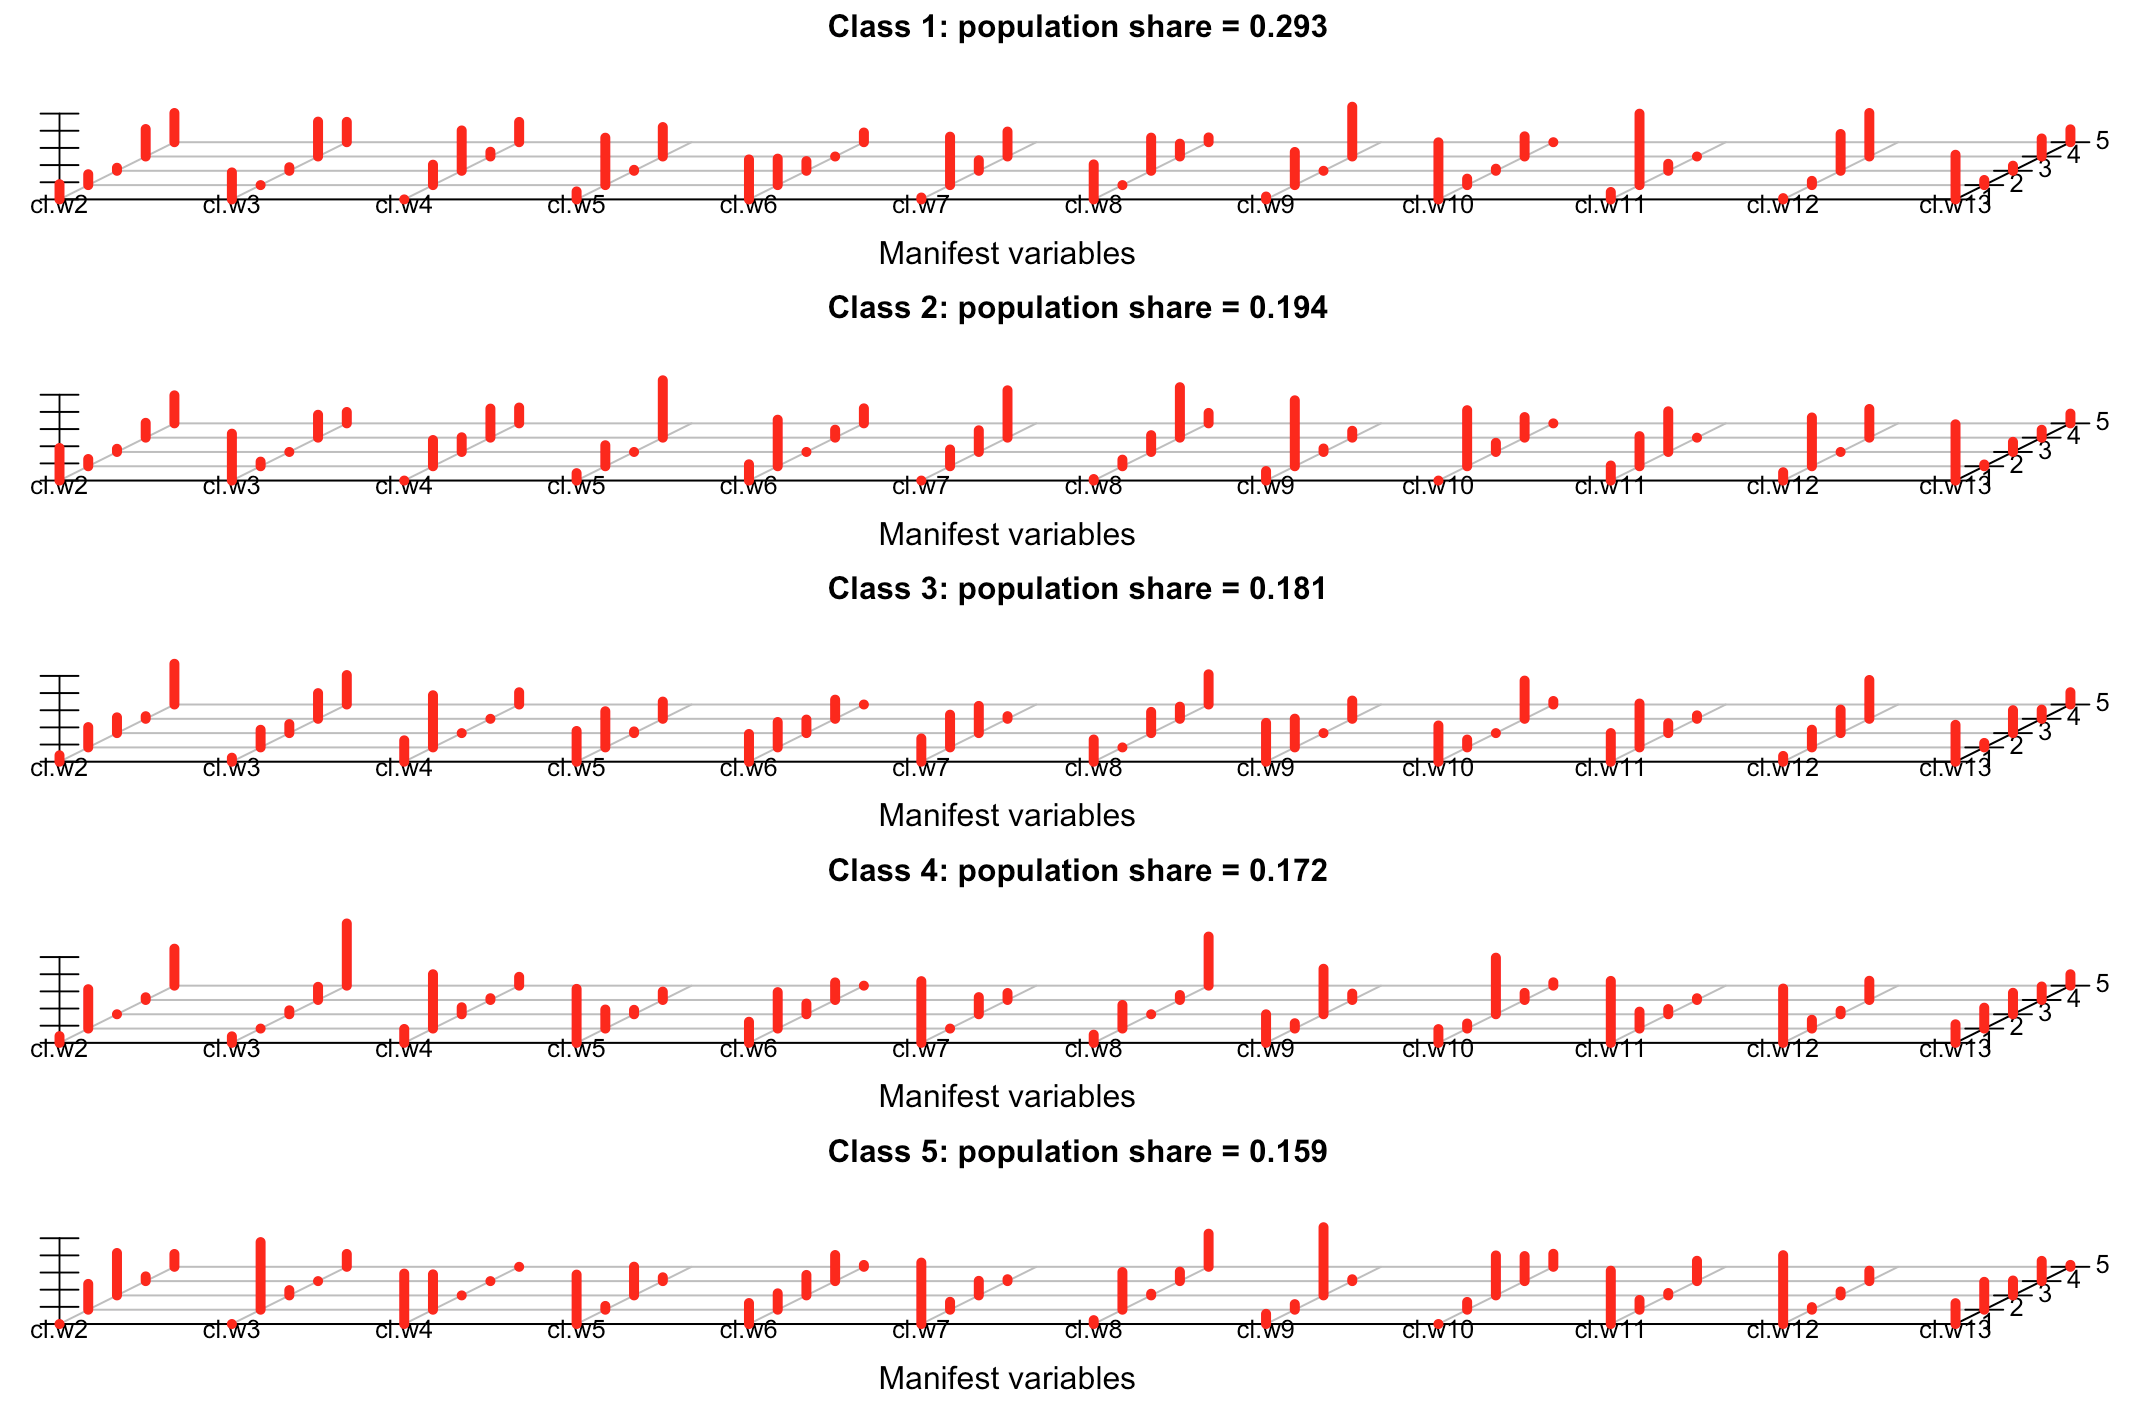 Class 1: population share = 0.293
5
4
3
2
1
cl.w2 cl.w3 cl.w4 cl.w5 cl.w6 cl.w7 cl.w8 cl.w9 cl.w10 cl.w11 cl.w12 cl.w13
Manifest variables
Class 2: population share = 0.194
5
4
3
2
1
cl.w2 cl.w3 cl.w4 cl.w5 cl.w6 cl.w7 cl.w8 cl.w9 cl.w10 cl.w11 cl.w12 cl.w13
Manifest variables
Class 3: population share = 0.181
5
4
3
2
1
cl.w2 cl.w3 cl.w4 cl.w5 cl.w6 cl.w7 cl.w8 cl.w9 cl.w10 cl.w11 cl.w12 cl.w13
Manifest variables
Class 4: population share = 0.172
5
4
3
2
1
cl.w2 cl.w3 cl.w4 cl.w5 cl.w6 cl.w7 cl.w8 cl.w9 cl.w10 cl.w11 cl.w12 cl.w13
Manifest variables
Class 5: population share = 0.159
5
4
3
2
1
cl.w2 cl.w3 cl.w4 cl.w5 cl.w6 cl.w7 cl.w8 cl.w9 cl.w10 cl.w11 cl.w12 cl.w13
Manifest variables